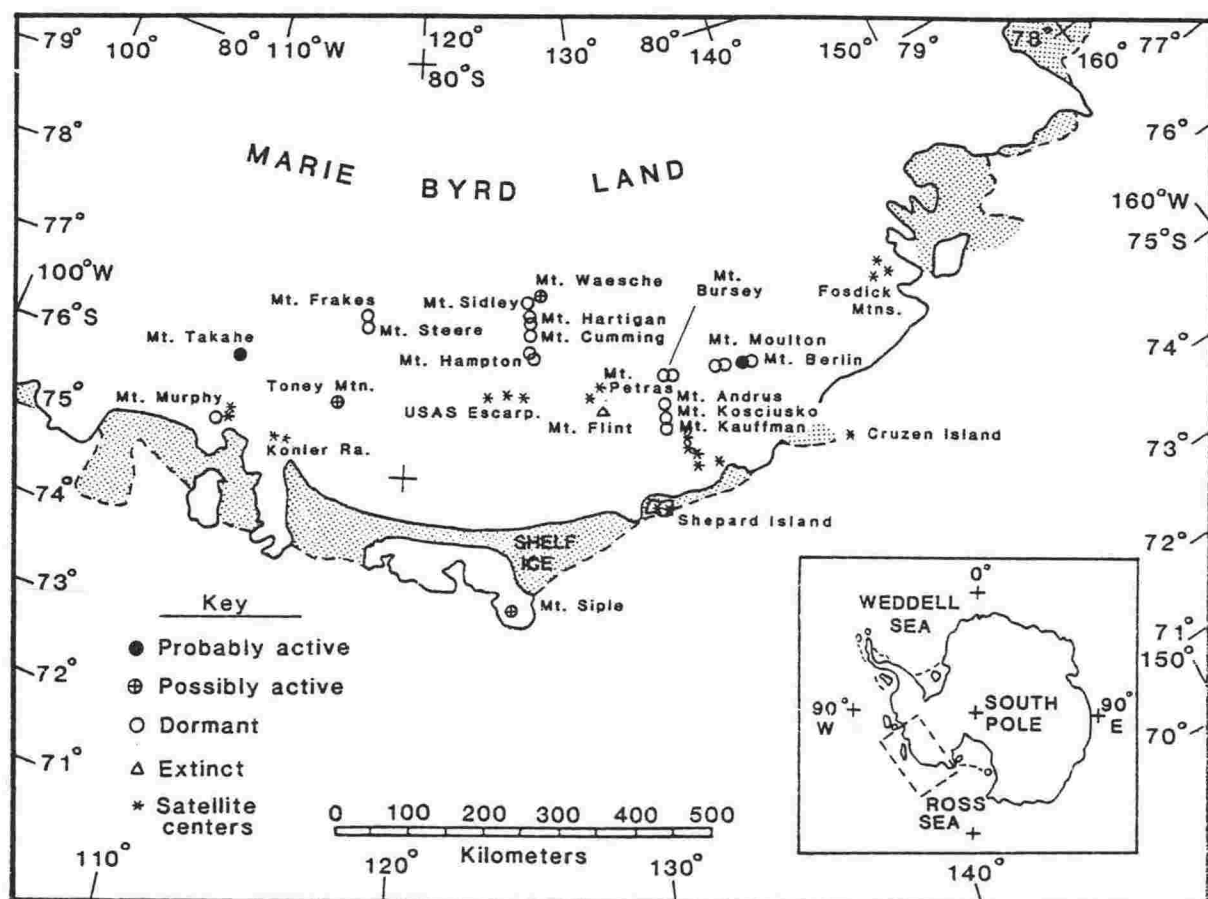 79°
100°
80°
110°W
120°
80°S
130°
80°
140°
150°
79°
78°
160°
77°
78°
76°
MARIE BYRD LAND
77°
160°W
75°S
100°W
76°S
Mt. Waesche
Mt. Bursey
Fosdick
Mtns.
Mt. Frakes
Mt. Sidley
Mt. Hartigan
Mt. Steere
Mt. Cumming
Mt. Takahe
Mt. Hampton
Mt. Moulton
Mt. Berlin
74°
75°
Mt. Murphy
Toney Mtn.
Mt.
Petras
USAS Escarp.
Mt. Flint
Mt. Andrus
Mt. Kosciusko
Mt. Kauffman
Cruzen Island
73°
Konler Ra.
74°
Shepard Island
SHELF
ICE
72°
73°
Mt. Siple
Key
Probably active
Possibly active
Dormant
Extinct
Satellite
centers
72°
71°
71°
150°
70°
0 100 200 300 400 500
Kilometers
110°
120°
130°
140°
0°
WEDDELL
SEA
90°
W
SOUTH
POLE
90°
E
ROSS
SEA